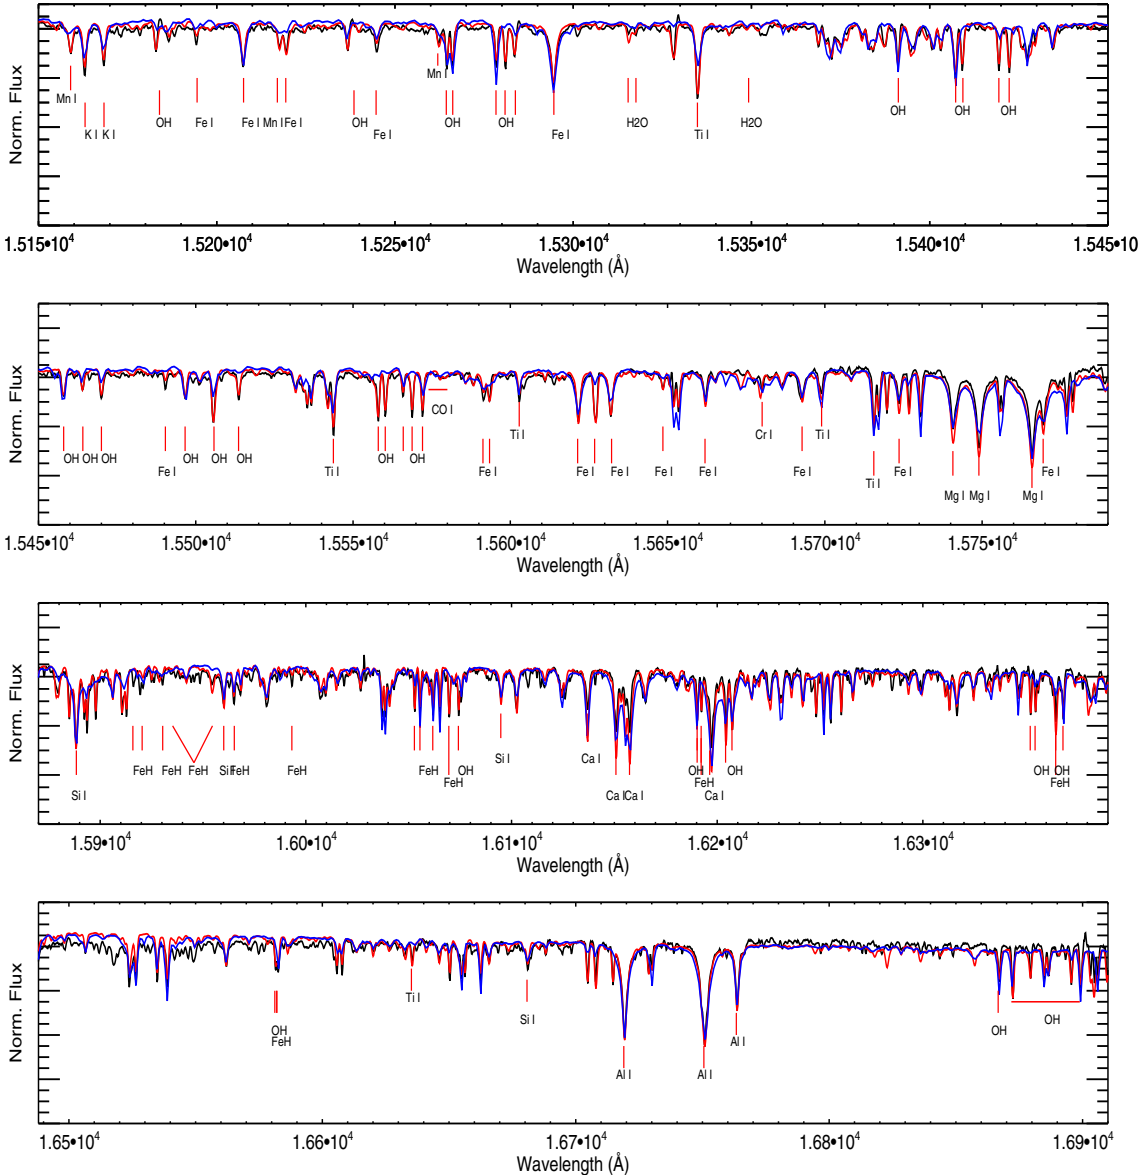 Norm. Flux
Mn I
Mn I
OH Fe I Fe I Mn I Fe I OH OH OH H2O H2O OH OH OH
K I K I Fe I Fe I Ti I
1.515•10⁴ 1.520•10⁴ 1.525•10⁴ 1.530•10⁴ 1.535•10⁴ 1.540•10⁴ 1.545•10
Wavelength (Å)
Norm. Flux
Ti I Cr I Ti I
CO I
OH OH OH OH OH OH OH OH
Fe I Ti I Fe I Fe I Fe I Fe I Fe I Fe I Fe I
Ti I Mg I Mg I Mg I Fe I
1.545•10⁴ 1.550•10⁴ 1.555•10⁴ 1.560•10⁴ 1.565•10⁴ 1.570•10⁴ 1.575•10⁴
Wavelength (Å)
Norm. Flux
Si I Ca I
FeH FeH FeH FeH FeH FeH OH OH OH OH OH
FeH FeH FeH
Si I Ca I Ca I Ca I
1.59•10⁴ 1.60•10⁴ 1.61•10⁴ 1.62•10⁴ 1.63•10⁴
Wavelength (Å)
Norm. Flux
Ti I
OH Si I OH OH
FeH Al I
Al I Al I
1.65•10⁴ 1.66•10⁴ 1.67•10⁴ 1.68•10⁴ 1.69•10⁴
Wavelength (Å)